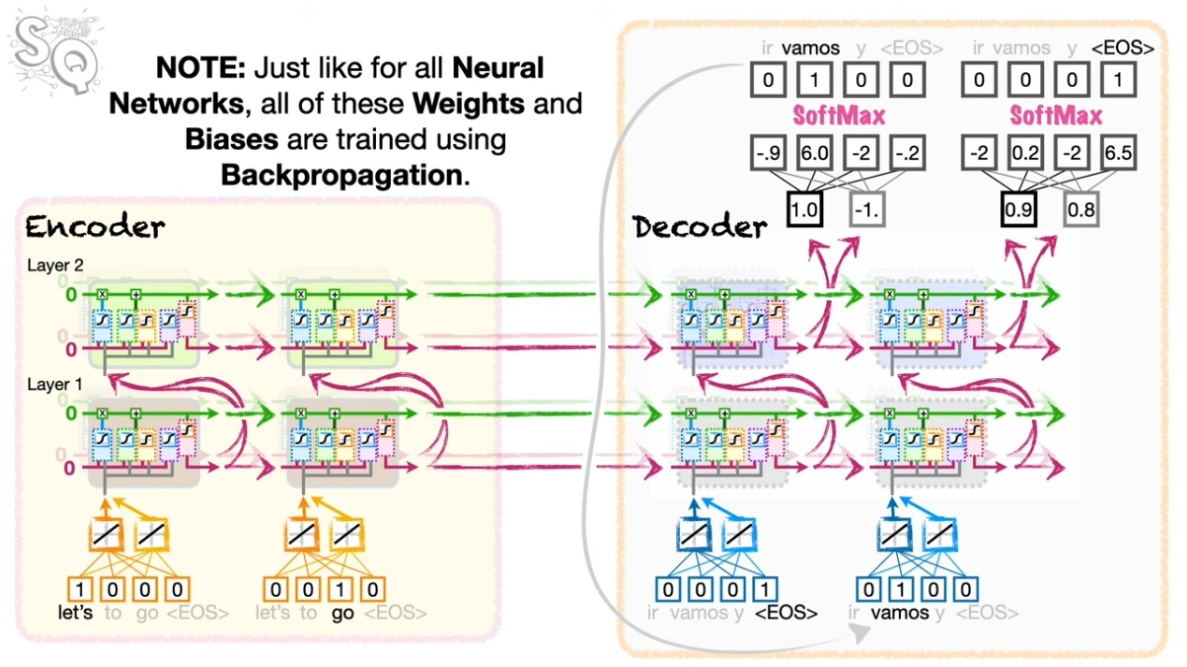 SQ
NOTE: Just like for all Neural
Networks, all of these Weights and
Biases are trained using
Backpropagation.
Encoder
Layer 2
0
0
0
0
Layer 1
0
0
0
0
1 0 0 0
let's to go <EOS>
0 0 1 0
let's to go <EOS>
ir vamos y <EOS>
0 1 0 0
SoftMax
-.9 6.0 -2 -.2
1.0 -1.
ir vamos y <EOS>
0 0 0 1
SoftMax
-2 0.2 -2 6.5
0.9 0.8
Decoder
0 0 0 1
ir vamos y <EOS>
0 1 0 0
ir vamos y <EOS>